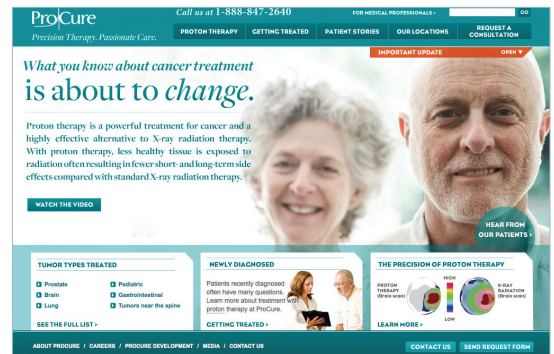 ProCure
Precision Therapy. Passionate Care.
Call us at 1-888-847-2640
FOR MEDICAL PROFESSIONALS ›
GO
PROTON THERAPY
GETTING TREATED
PATIENT STORIES
OUR LOCATIONS
REQUEST A
CONSULTATION
IMPORTANT UPDATE
OPEN
What you know about cancer treatment
is about to change.
Proton therapy is a powerful treatment for cancer and a
highly effective alternative to X-ray radiation therapy.
With proton therapy, less healthy tissue is exposed to
radiation often resulting in fewer short- and long-term side
effects compared with standard X-ray radiation therapy.
WATCH THE VIDEO
HEAR FROM
OUR PATIENTS ›
TUMOR TYPES TREATED
Prostate
Brain
Lung
Pediatric
Gastrointestinal
Tumors near the spine
SEE THE FULL LIST ›
NEWLY DIAGNOSED
Patients recently diagnosed
often have many questions.
Learn more about treatment with
proton therapy at ProCure.
GETTING TREATED ›
THE PRECISION OF PROTON THERAPY
PROTON
THERAPY
(Brain scan)
HIGH
LOW
X-RAY
RADIATION
(Brain scan)
LEARN MORE ›
ABOUT PROCURE / CAREERS / PROCURE DEVELOPMENT / MEDIA / CONTACT US
CONTACT US
SEND REQUEST FORM